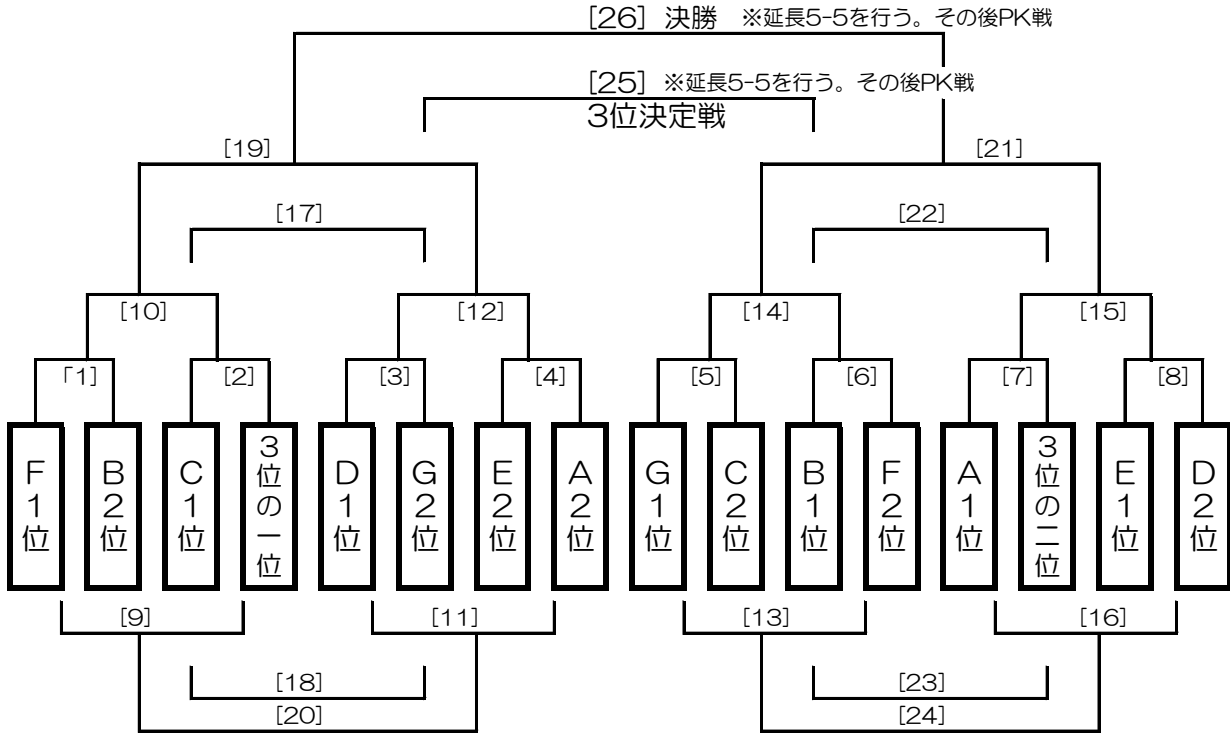 [26] 決勝 ※延長5-5を行う。その後PK戦
[25] ※延長5-5を行う。その後PK戦
3位決定戦
[19] [21]
[17] [22]
[10] [12] [14] [15]
「1] [2] [3] [4] [5] [6] [7] [8]
F1位
B2位
C1位
3位の一位
D1位
G2位
E2位
A2位
G1位
C2位
B1位
F2位
A1位
3位の二位
E1位
D2位
[9] [11] [13] [16]
[18] [23]
[20] [24]